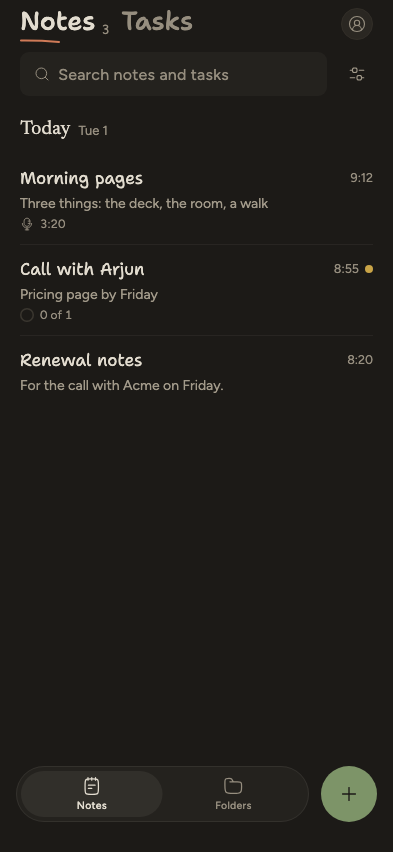 Notes 3 Tasks
Search notes and tasks
Today Tue 1
Morning pages 9:12
Three things: the deck, the room, a walk
3:20
Call with Arjun 8:55
Pricing page by Friday
0 of 1
Renewal notes 8:20
For the call with Acme on Friday.
Notes Folders